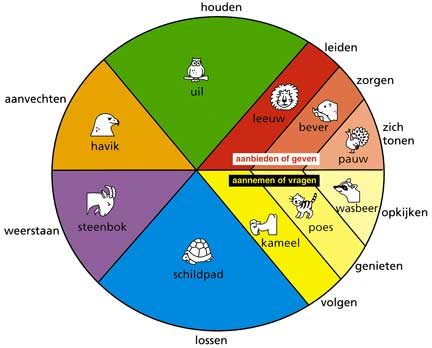 houden
leiden
zorgen
zich
tonen
opkijken
genieten
volgen
lossen
weerstaan
aanvechten
uil
leeuw
bever
pauw
aanbieden of geven
aannemen of vragen
wasbeer
poes
kameel
schildpad
steenbok
havik